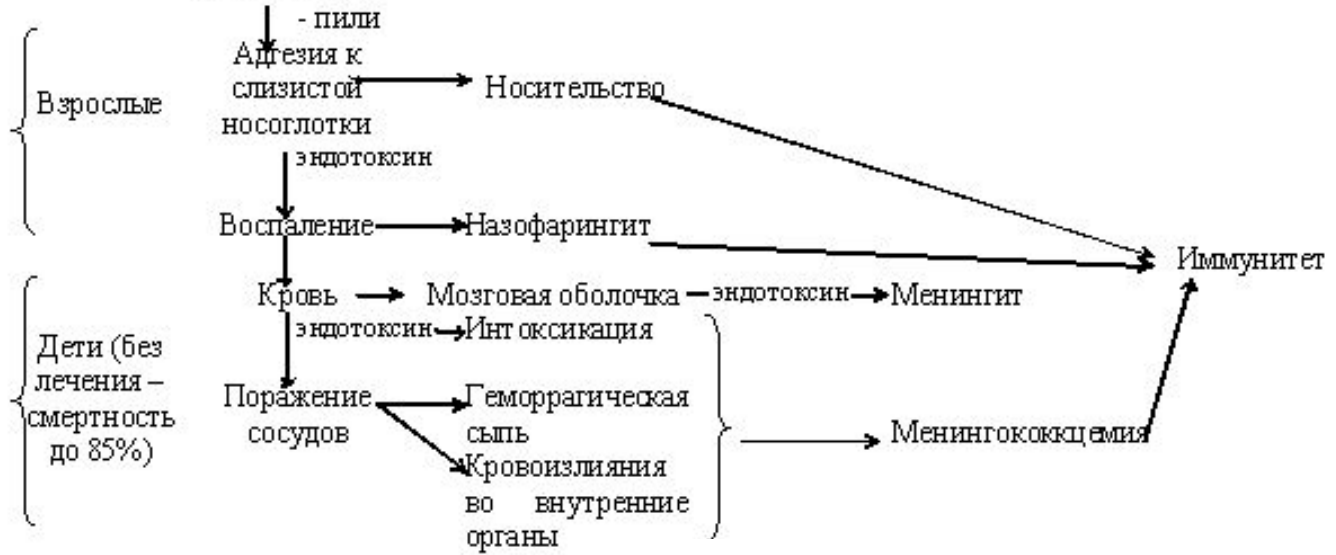 - пили
Адгезия к
слизистой
носоглотки
Носительство
Взрослые
эндотоксин
Воспаление
Назофарингит
Иммунитет
Кровь
Мозговая оболочка
эндотоксин
Менингит
эндотоксин
Интоксикация
Дети (без
лечения –
смертность
до 85%)
Поражение
сосудов
Геморрагическая
сыпь
Кровоизлияния
во внутренние
органы
Менингококкцемия